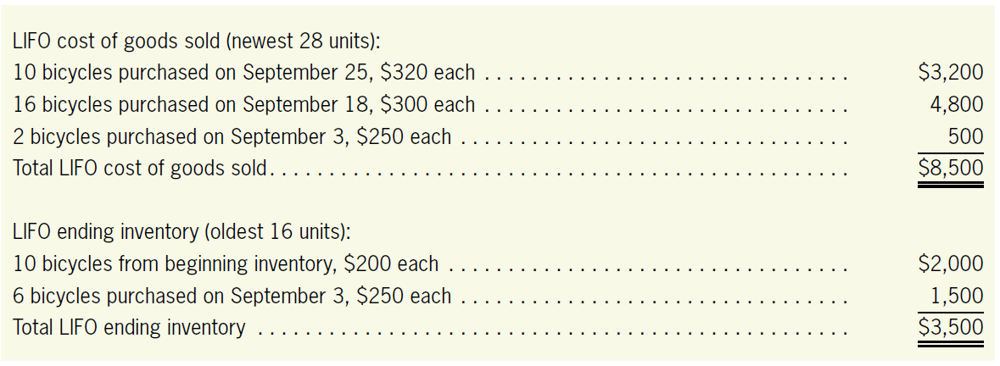 LIFO cost of goods sold (newest 28 units):
10 bicycles purchased on September 25, $320 each . . . . . . . . . . . . . . . . . . . . . . . . . . . . . . . $3,200
16 bicycles purchased on September 18, $300 each . . . . . . . . . . . . . . . . . . . . . . . . . . . . . . . 4,800
2 bicycles purchased on September 3, $250 each . . . . . . . . . . . . . . . . . . . . . . . . . . . . . . . . . 500
Total LIFO cost of goods sold. . . . . . . . . . . . . . . . . . . . . . . . . . . . . . . . . . . . . . . . . . . . . . . . . $8,500
LIFO ending inventory (oldest 16 units):
10 bicycles from beginning inventory, $200 each . . . . . . . . . . . . . . . . . . . . . . . . . . . . . . . . . . $2,000
6 bicycles purchased on September 3, $250 each . . . . . . . . . . . . . . . . . . . . . . . . . . . . . . . . . 1,500
Total LIFO ending inventory . . . . . . . . . . . . . . . . . . . . . . . . . . . . . . . . . . . . . . . . . . . . . . . . . . $3,500